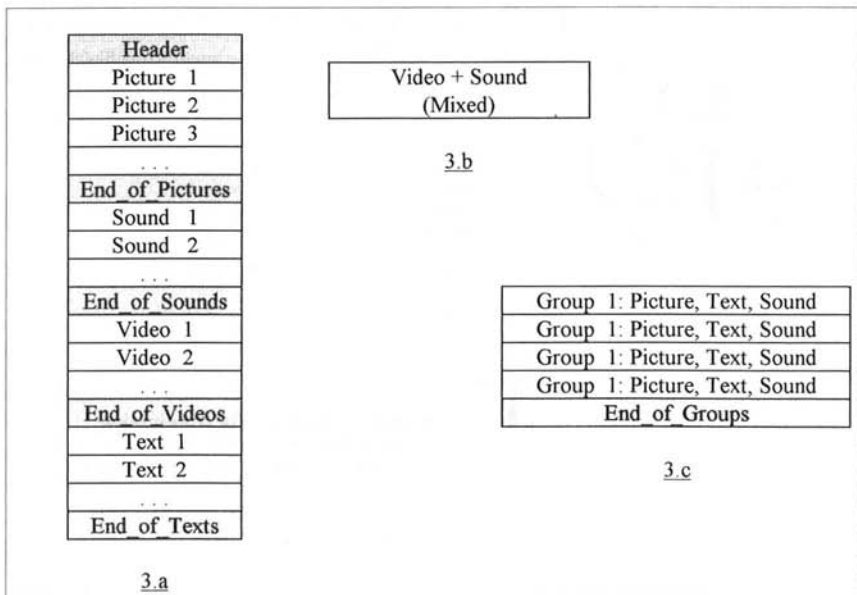 Header
Picture 1
Picture 2
Picture 3
. . .
End_of_Pictures
Sound 1
Sound 2
. . .
End_of_Sounds
Video 1
Video 2
. . .
End_of_Videos
Text 1
Text 2
. . .
End_of_Texts
3.a
Video + Sound
(Mixed)
3.b
Group 1: Picture, Text, Sound
Group 1: Picture, Text, Sound
Group 1: Picture, Text, Sound
Group 1: Picture, Text, Sound
End_of_Groups
3.c